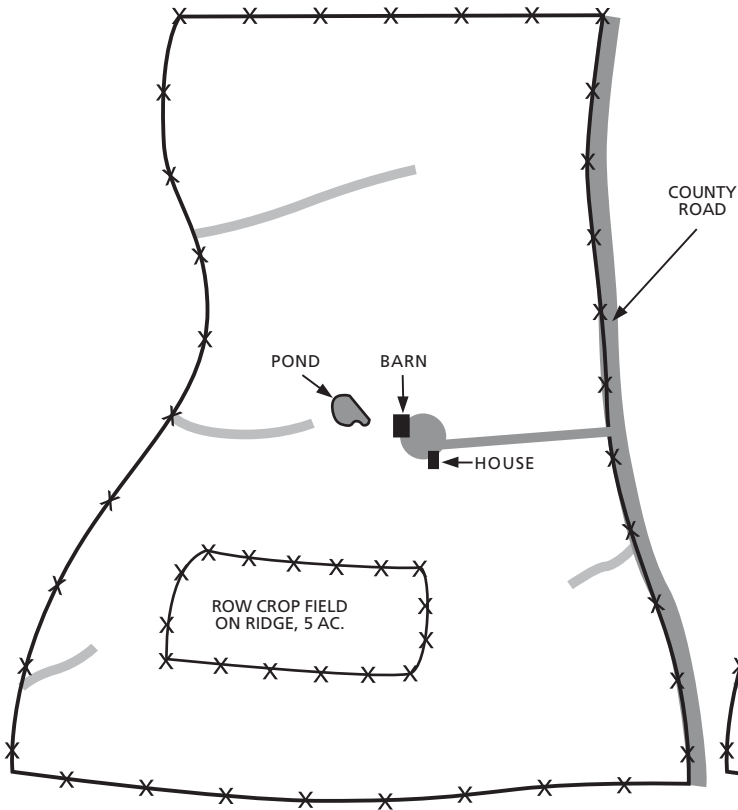 COUNTY
ROAD
POND
BARN
HOUSE
ROW CROP FIELD
ON RIDGE, 5 AC.